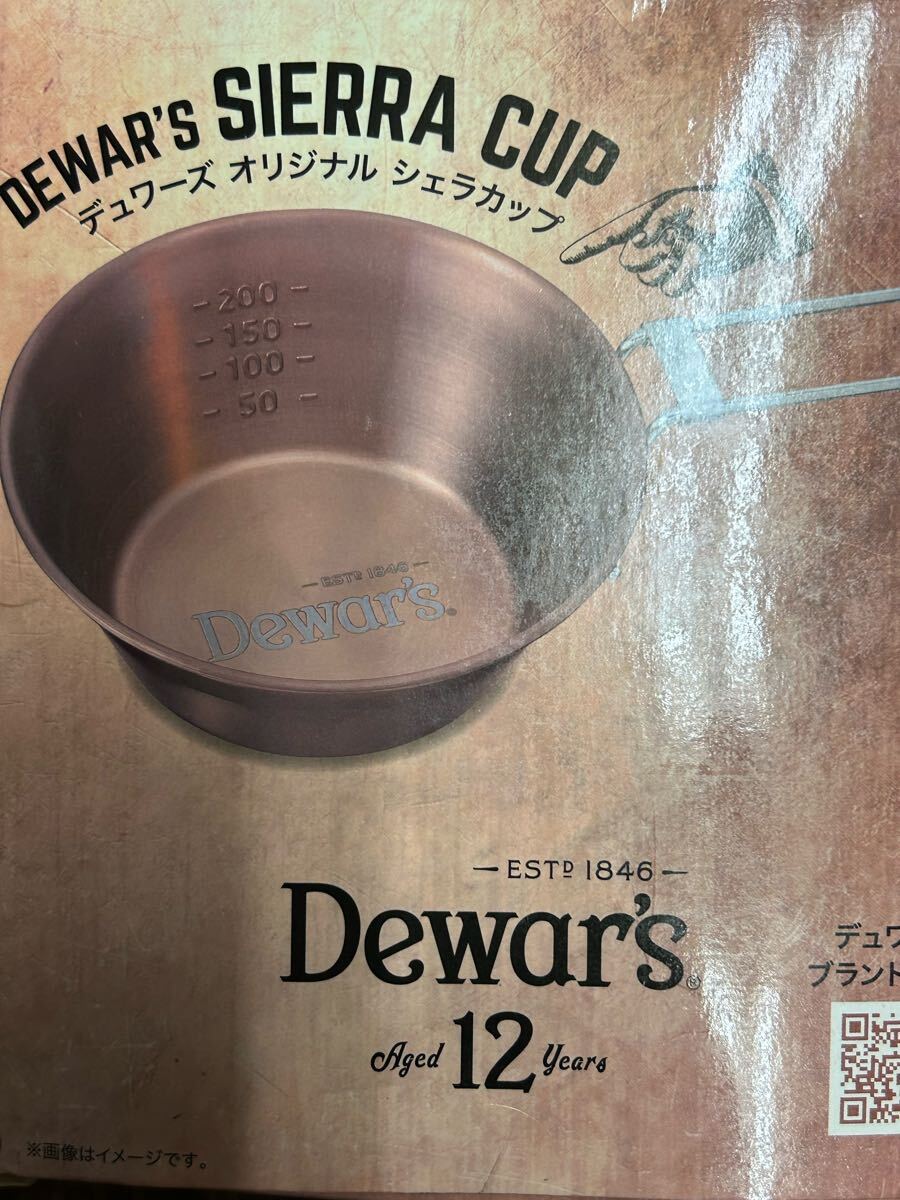 DEWAR'S SIERRA CUP
デュワーズ オリジナル シェラカップ
- 200 -
- 150 -
- 100 -
- 50 -
— ESTD 1846 —
Dewar's®
— ESTD 1846 —
Dewar's®
Aged 12 Years
デュワ
ブランド
※画像はイメージです。